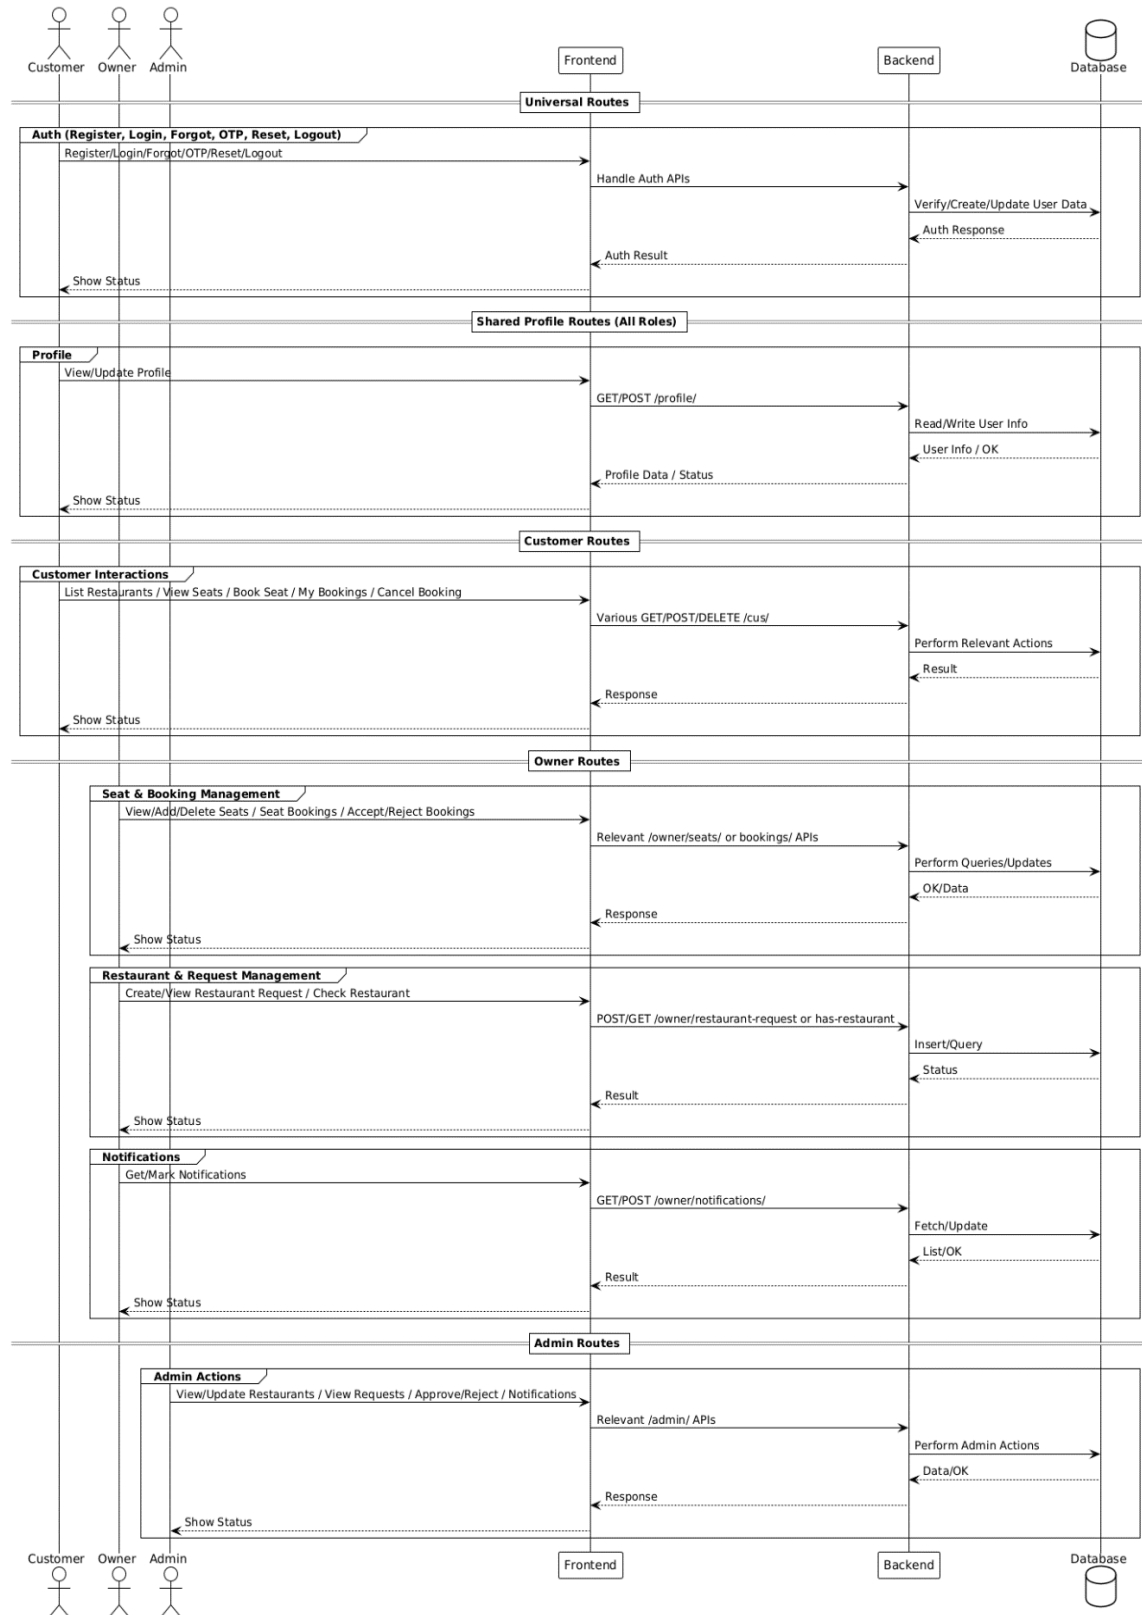 Customer Owner Admin Frontend Backend Database
Universal Routes
Auth (Register, Login, Forgot, OTP, Reset, Logout)
Register/Login/Forgot/OTP/Reset/Logout
Handle Auth APIs
Verify/Create/Update User Data
Auth Response
Auth Result
Show Status
Shared Profile Routes (All Roles)
Profile
View/Update Profile
GET/POST /profile/
Read/Write User Info
User Info / OK
Profile Data / Status
Show Status
Customer Routes
Customer Interactions
List Restaurants / View Seats / Book Seat / My Bookings / Cancel Booking
Various GET/POST/DELETE /cus/
Perform Relevant Actions
Result
Response
Show Status
Owner Routes
Seat & Booking Management
View/Add/Delete Seats / Seat Bookings / Accept/Reject Bookings
Relevant /owner/seats/ or bookings/ APIs
Perform Queries/Updates
OK/Data
Response
Show Status
Restaurant & Request Management
Create/View Restaurant Request / Check Restaurant
POST/GET /owner/restaurant-request or has-restaurant
Insert/Query
Status
Result
Show Status
Notifications
Get/Mark Notifications
GET/POST /owner/notifications/
Fetch/Update
List/OK
Result
Show Status
Admin Routes
Admin Actions
View/Update Restaurants / View Requests / Approve/Reject / Notifications
Relevant /admin/ APIs
Perform Admin Actions
Data/OK
Response
Show Status
Customer Owner Admin Frontend Backend Database